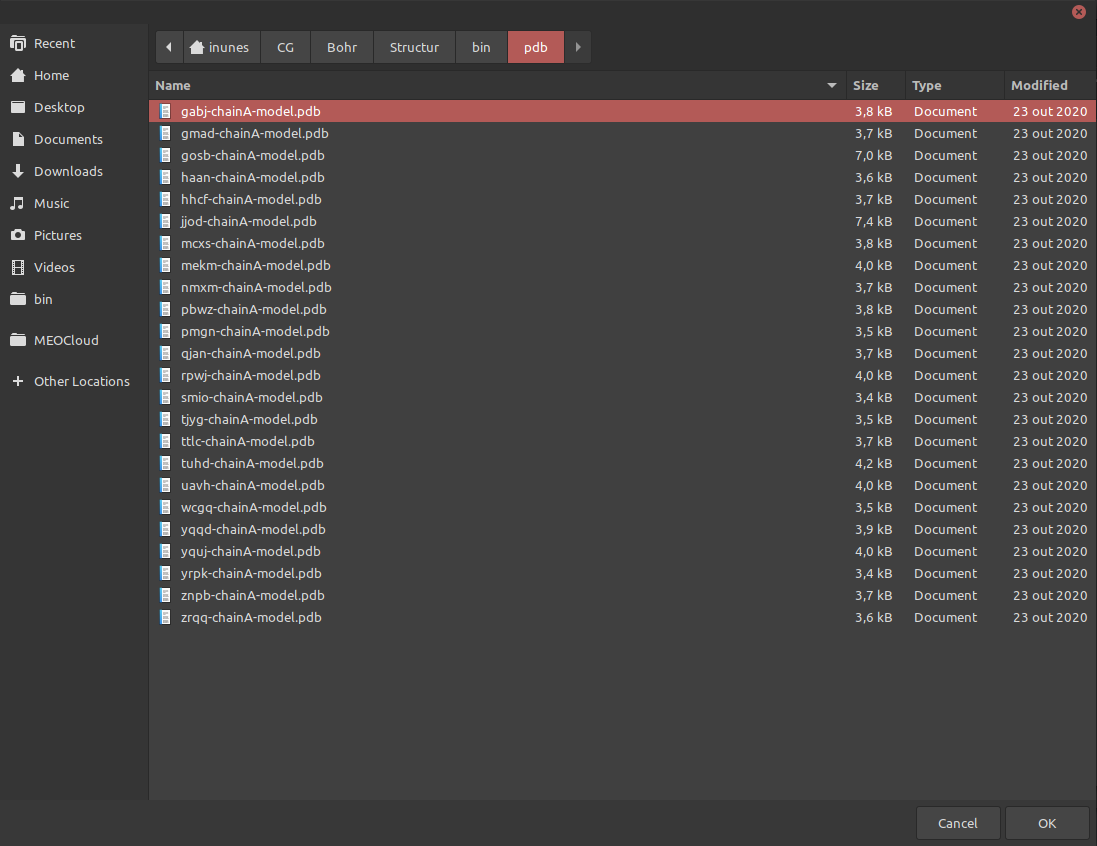 Recent
Home
Desktop
Documents
Downloads
Music
Pictures
Videos
bin
MEOCloud
Other Locations
inunes CG Bohr Structur bin pdb
Name Size Type Modified
gabj-chainA-model.pdb 3,8 kB Document 23 out 2020
gmad-chainA-model.pdb 3,7 kB Document 23 out 2020
gosb-chainA-model.pdb 7,0 kB Document 23 out 2020
haan-chainA-model.pdb 3,6 kB Document 23 out 2020
hhcf-chainA-model.pdb 3,7 kB Document 23 out 2020
jjod-chainA-model.pdb 7,4 kB Document 23 out 2020
mcxs-chainA-model.pdb 3,8 kB Document 23 out 2020
mekm-chainA-model.pdb 4,0 kB Document 23 out 2020
nmxm-chainA-model.pdb 3,7 kB Document 23 out 2020
pbwz-chainA-model.pdb 3,8 kB Document 23 out 2020
pmgn-chainA-model.pdb 3,5 kB Document 23 out 2020
qjan-chainA-model.pdb 3,7 kB Document 23 out 2020
rpwj-chainA-model.pdb 4,0 kB Document 23 out 2020
smio-chainA-model.pdb 3,4 kB Document 23 out 2020
tjyg-chainA-model.pdb 3,5 kB Document 23 out 2020
ttlc-chainA-model.pdb 3,7 kB Document 23 out 2020
tuhd-chainA-model.pdb 4,2 kB Document 23 out 2020
uavh-chainA-model.pdb 4,0 kB Document 23 out 2020
wcgq-chainA-model.pdb 3,5 kB Document 23 out 2020
yqqd-chainA-model.pdb 3,9 kB Document 23 out 2020
yquj-chainA-model.pdb 4,0 kB Document 23 out 2020
yrpk-chainA-model.pdb 3,4 kB Document 23 out 2020
znpb-chainA-model.pdb 3,7 kB Document 23 out 2020
zrqq-chainA-model.pdb 3,6 kB Document 23 out 2020
Cancel OK